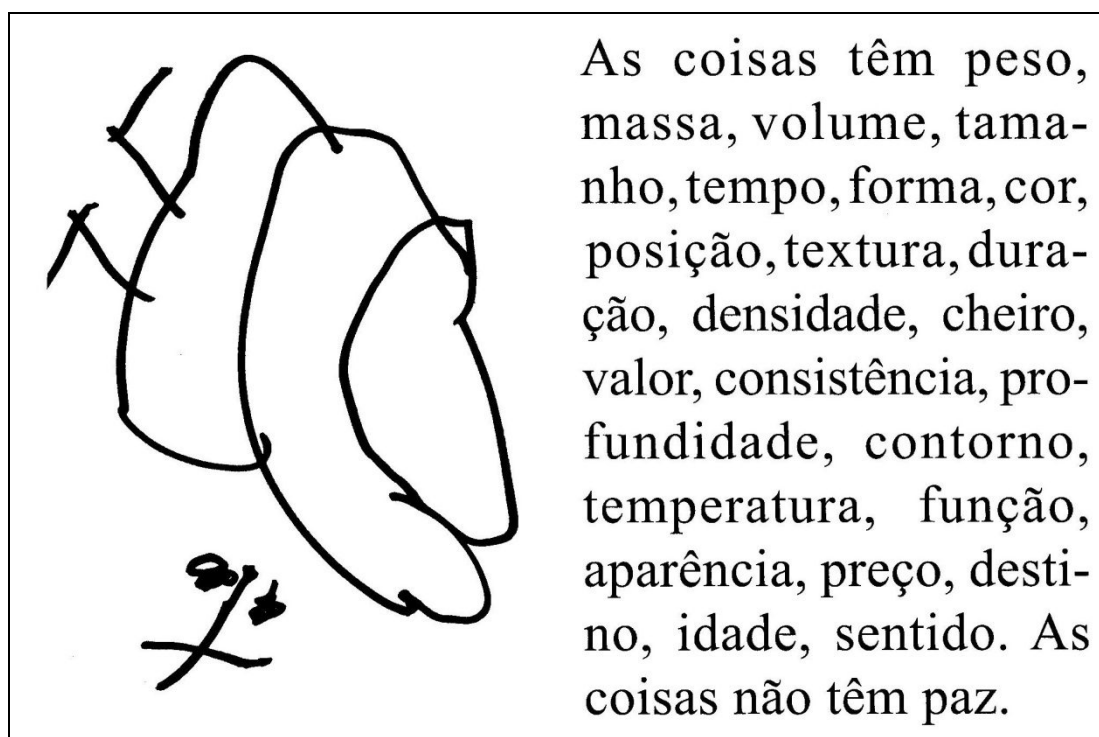 As coisas têm peso,
massa, volume, tama-
nho, tempo, forma, cor,
posição, textura, dura-
ção, densidade, cheiro,
valor, consistência, pro-
fundidade, contorno,
temperatura, função,
aparência, preço, desti-
no, idade, sentido. As
coisas não têm paz.